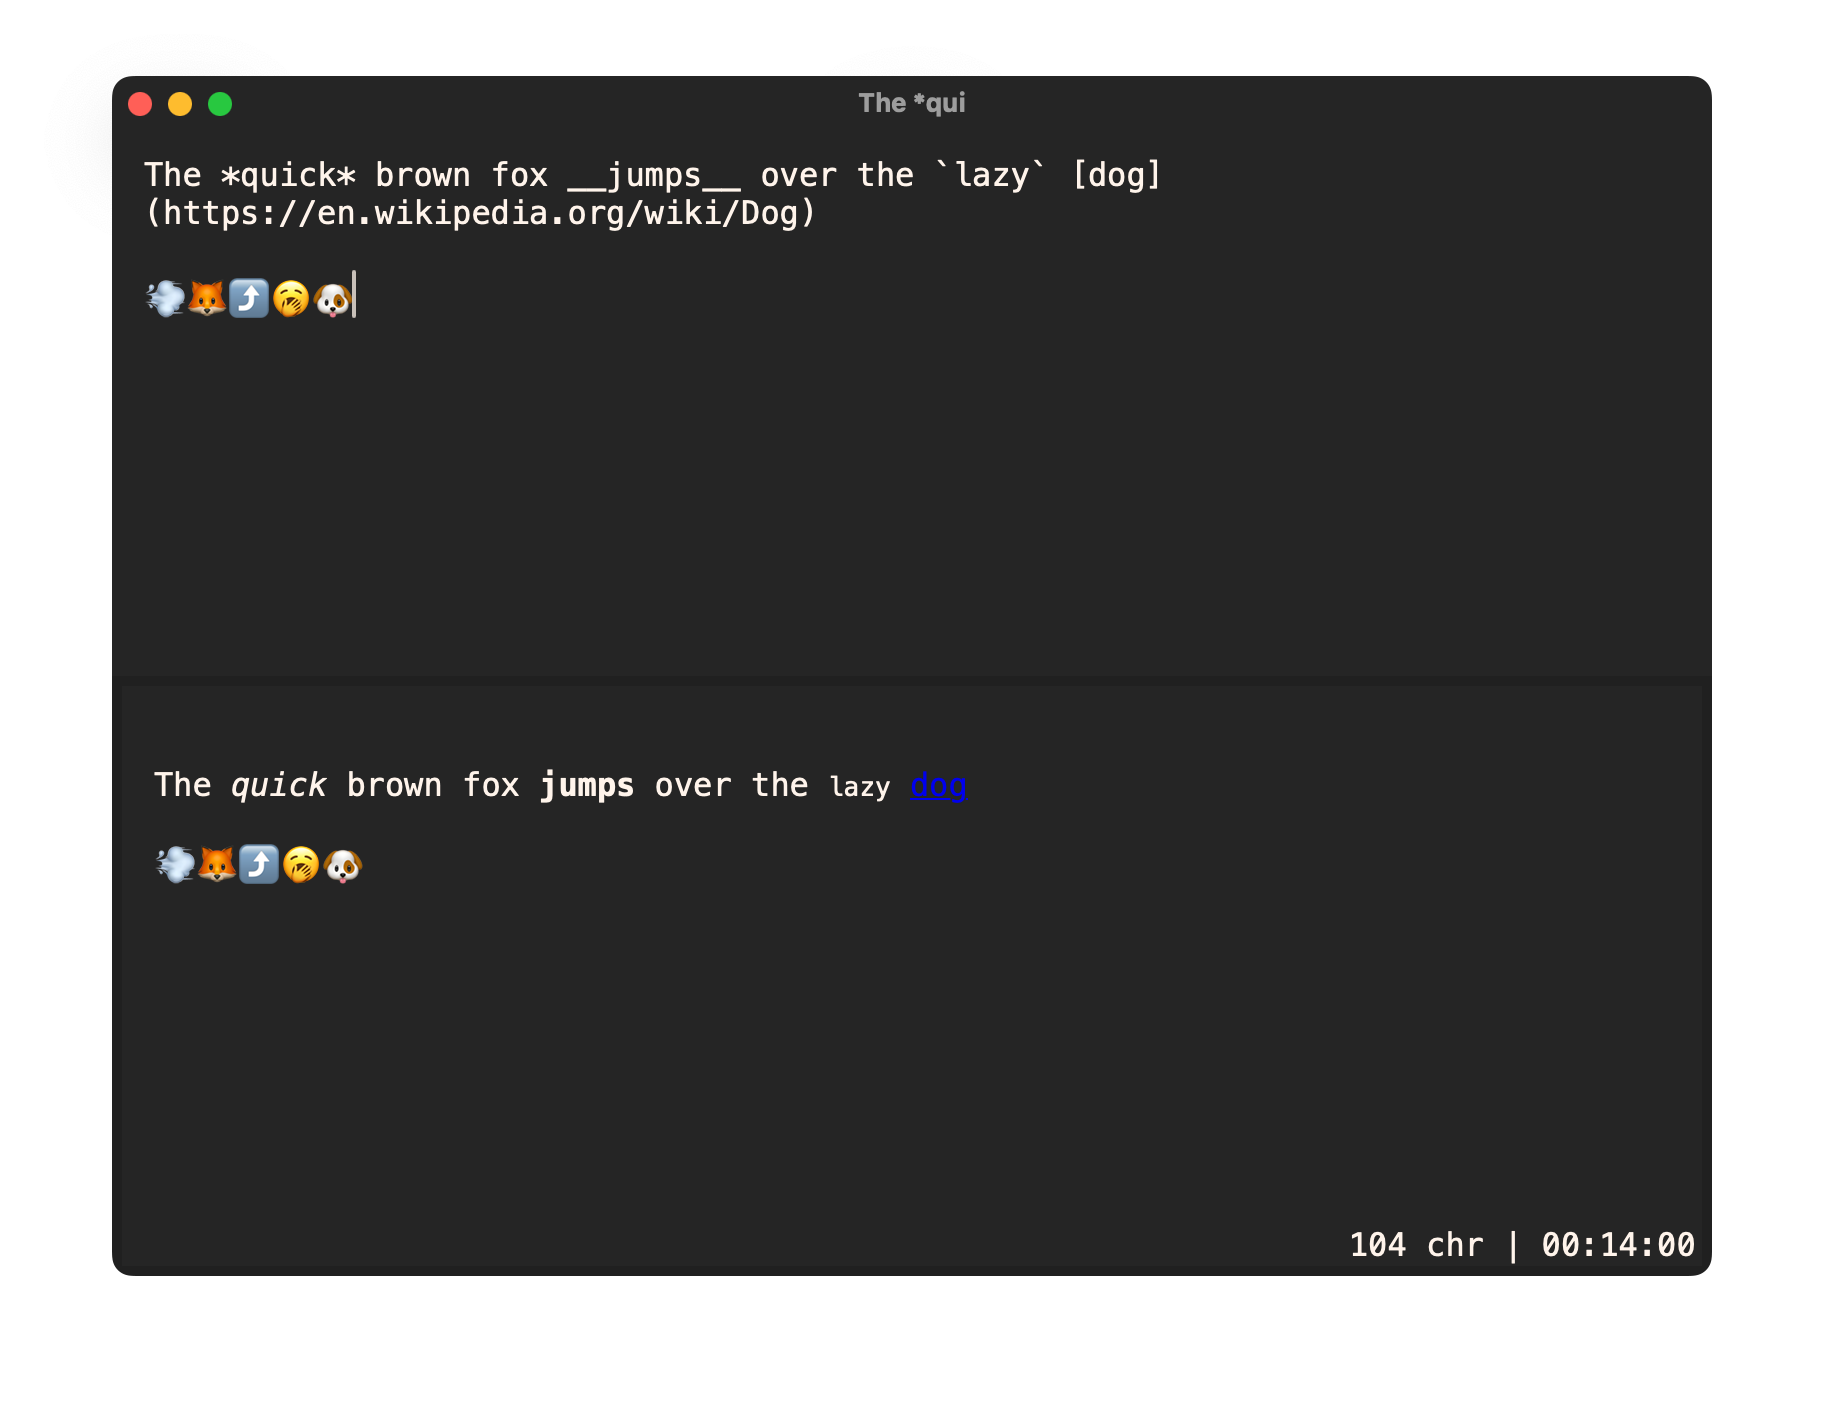 The *qui
The *quick* brown fox __jumps__ over the `lazy` [dog]
(https://en.wikipedia.org/wiki/Dog)
💨🦊⤴️🥱🐶
The quick brown fox jumps over the lazy dog
💨🦊⤴️🥱🐶
104 chr | 00:14:00